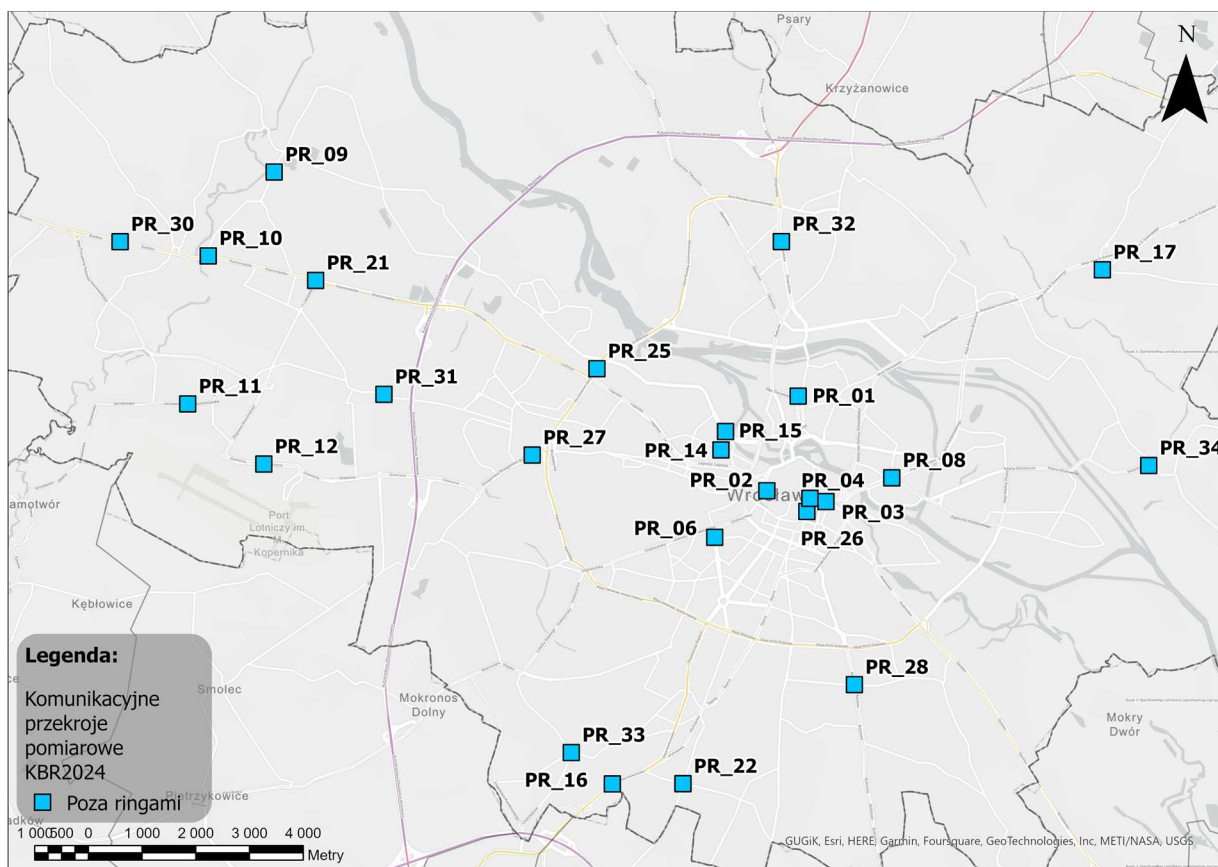 Psary
N
Krzyżanowice
PR_09
PR_30
PR_10
PR_32
PR_21
PR_17
PR_25
PR_31
PR_11
PR_01
PR_15
PR_27
PR_14
PR_12
PR_08
PR_34
PR_02
PR_04
Wrocław
PR_03
PR_06
PR_26
Port
Lotniczy im.
M.
Kopernika
Kębłowice
Legenda:
Komunikacyjne
przekroje
pomiarowe
KBR2024
Poza ringami
Smolec
Mokronos
Dolny
PR_28
Mokry
Dwór
PR_33
PR_16
PR_22
Pietrzykowice
1 000 500 0 1 000 2 000 3 000 4 000
Metry
GUGiK, Esri, HERE, Garmin, Foursquare, GeoTechnologies, Inc, METI/NASA, USGS